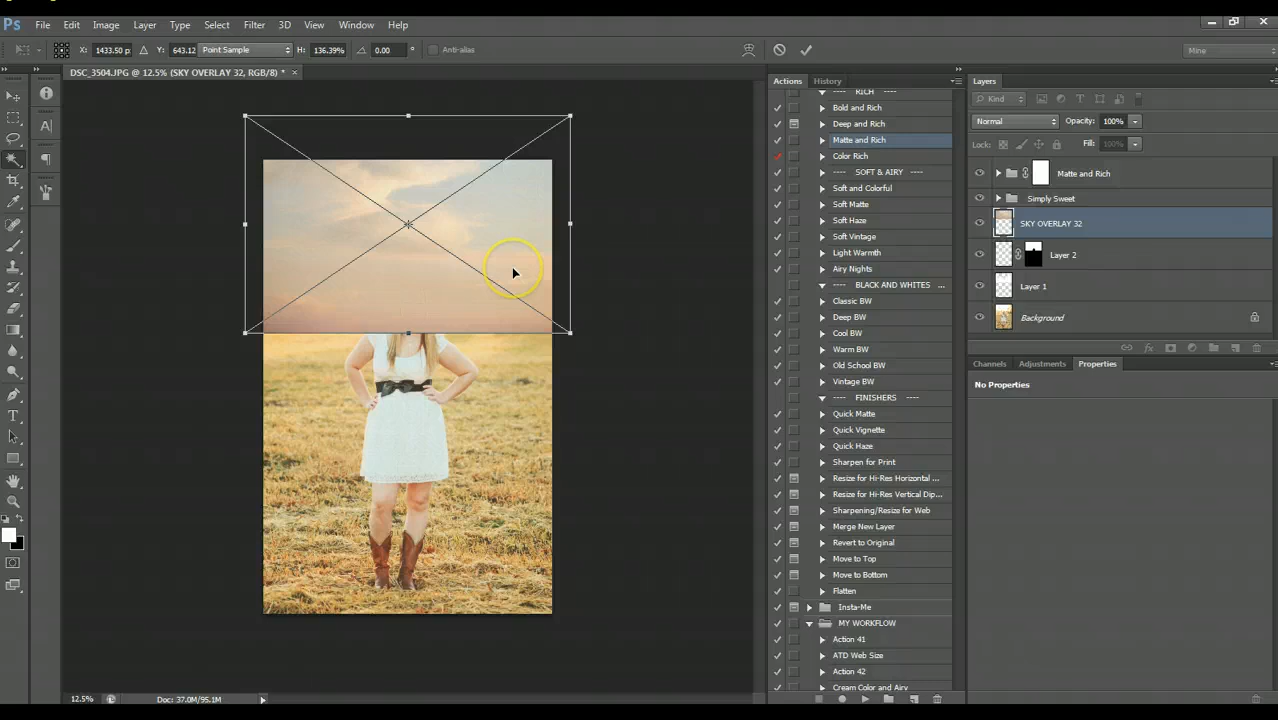 Ps File Edit Image Layer Type Select Filter 3D View Window Help
X: 1433.50 p: Y: 643.12 Point Sample H: 136.39% 0.00 ° Anti-alias Mine
DSC_3504.JPG @ 12.5% (SKY OVERLAY 32, RGB/8) * ×
Actions History
---- RICH ----
Bold and Rich
Deep and Rich
Matte and Rich
Color Rich
---- SOFT & AIRY ----
Soft and Colorful
Soft Matte
Soft Haze
Soft Vintage
Light Warmth
Airy Nights
---- BLACK AND WHITES ...
Classic BW
Deep BW
Cool BW
Warm BW
Old School BW
Vintage BW
---- FINISHERS ----
Quick Matte
Quick Vignette
Quick Haze
Sharpen for Print
Resize for Hi-Res Horizontal ...
Resize for Hi-Res Vertical Dip...
Sharpening/Resize for Web
Merge New Layer
Revert to Original
Move to Top
Move to Bottom
Flatten
Insta-Me
MY WORKFLOW
Action 41
ATD Web Size
Action 42
Cream Color and Airy
Layers
Kind
Normal Opacity: 100%
Lock: Fill: 100%
Matte and Rich
Simply Sweet
SKY OVERLAY 32
Layer 2
Layer 1
Background
Channels Adjustments Properties
No Properties
12.5% Doc: 37.0M/95.1M